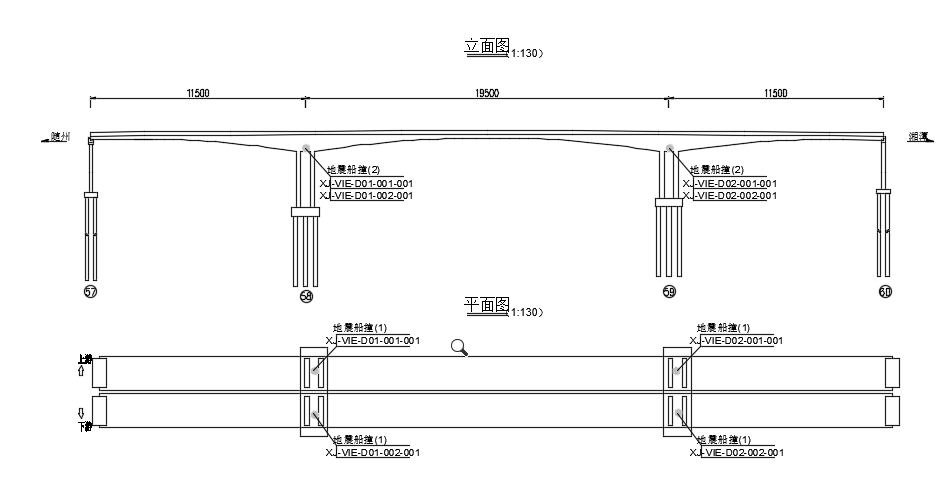 立面图(1:130)
11500 19500 11500
随州 湘潭
地震船撞(2) 地震船撞(2)
XJ-VIE-D01-001-001 XJ-VIE-D02-001-001
XJ-VIE-D01-002-001 XJ-VIE-D02-002-001
57 58 59 60
平面图(1:130)
地震船撞(1) 地震船撞(1)
XJ-VIE-D01-001-001 XJ-VIE-D02-001-001
上游
下游
地震船撞(1) 地震船撞(1)
XJ-VIE-D01-002-001 XJ-VIE-D02-002-001